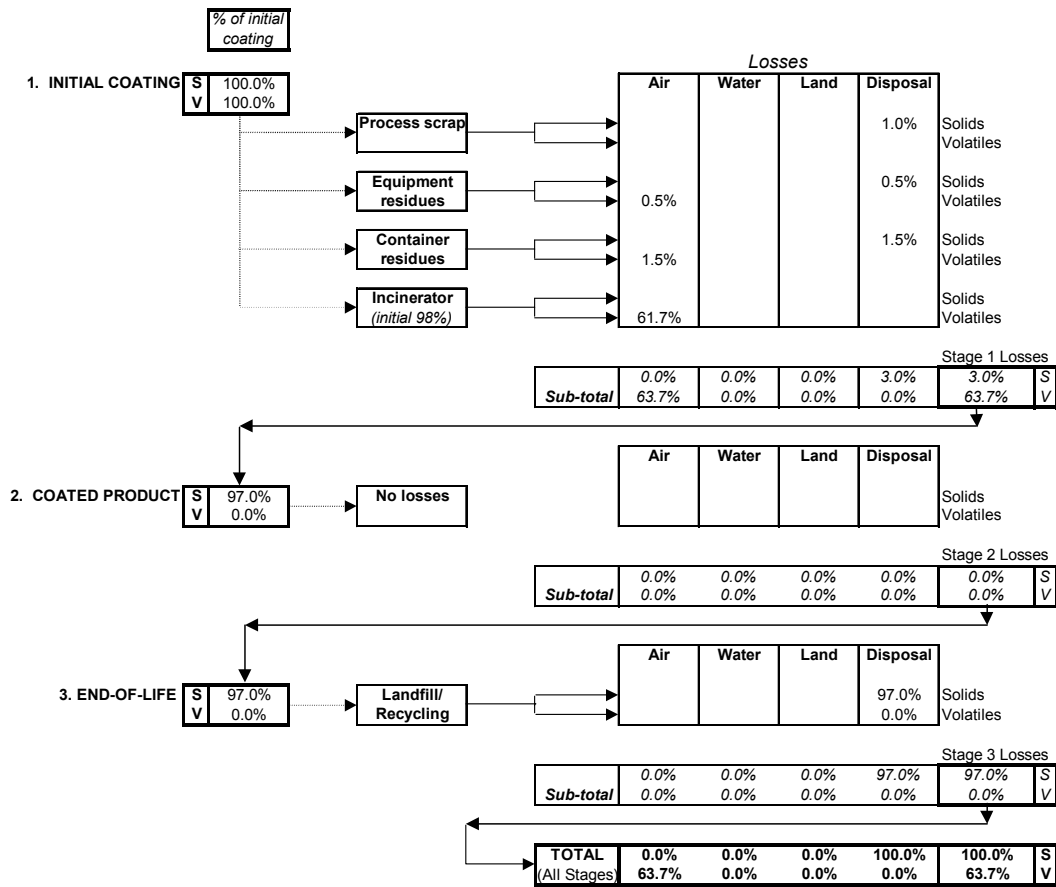 % of initial
coating
Losses
1. INITIAL COATING S 100.0%
V 100.0%
Air Water Land Disposal
Process scrap 1.0% Solids
Volatiles
Equipment
residues
0.5% Solids
0.5% Volatiles
Container
residues
1.5% Solids
1.5% Volatiles
Incinerator
(initial 98%)
Solids
61.7% Volatiles
Stage 1 Losses
0.0% 0.0% 0.0% 3.0% 3.0% S
Sub-total 63.7% 0.0% 0.0% 0.0% 63.7% V
Air Water Land Disposal
2. COATED PRODUCT S 97.0% No losses Solids
V 0.0% Volatiles
Stage 2 Losses
0.0% 0.0% 0.0% 0.0% 0.0% S
Sub-total 0.0% 0.0% 0.0% 0.0% 0.0% V
Air Water Land Disposal
3. END-OF-LIFE S 97.0% Landfill/ 97.0% Solids
V 0.0% Recycling 0.0% Volatiles
Stage 3 Losses
0.0% 0.0% 0.0% 97.0% 97.0% S
Sub-total 0.0% 0.0% 0.0% 0.0% 0.0% V
TOTAL 0.0% 0.0% 0.0% 100.0% 100.0% S
(All Stages) 63.7% 0.0% 0.0% 0.0% 63.7% V